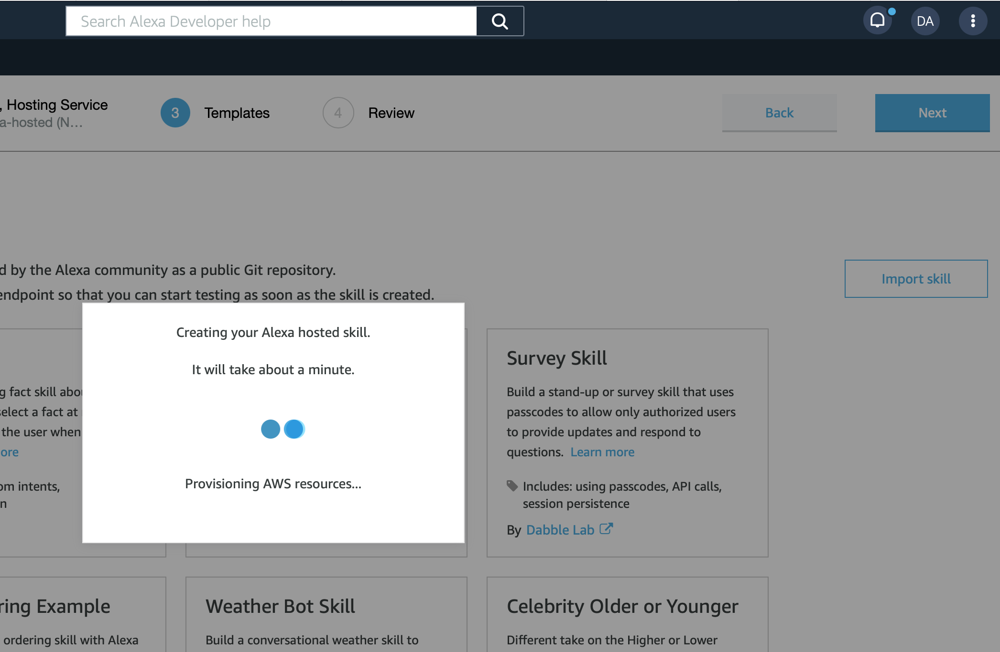 Search Alexa Developer help
DA
, Hosting Service
a-hosted (N...
3
Templates
4
Review
Back
Next
d by the Alexa community as a public Git repository.
endpoint so that you can start testing as soon as the skill is created.
Import skill
Creating your Alexa hosted skill.
It will take about a minute.
Provisioning AWS resources...
g fact skill abo
select a fact at
the user when
ore
om intents,
n
Survey Skill
Build a stand-up or survey skill that uses
passcodes to allow only authorized users
to provide updates and respond to
questions. Learn more
Includes: using passcodes, API calls,
session persistence
By Dabble Lab
ring Example
ordering skill with Alexa
Weather Bot Skill
Build a conversational weather skill to
Celebrity Older or Younger
Different take on the Higher or Lower